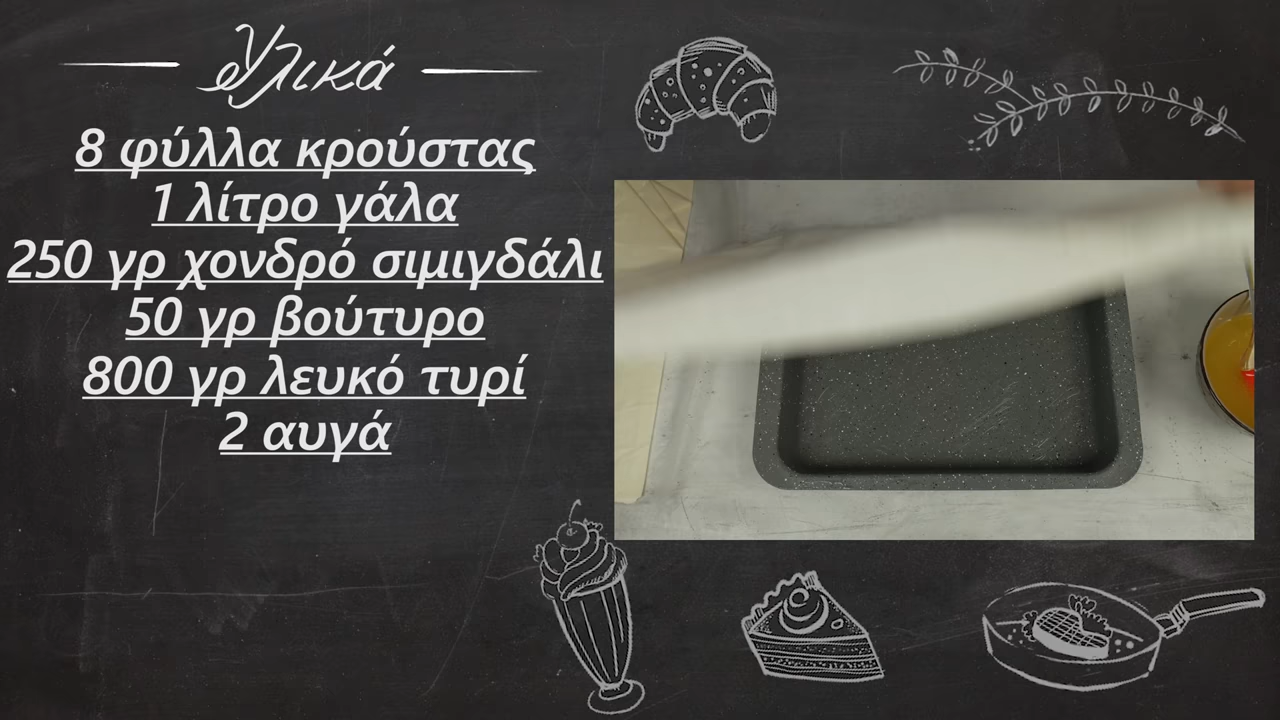 Υλικά
8 φύλλα κρούστας
1 λίτρο γάλα
250 γρ χονδρό σιμιγδάλι
50 γρ βούτυρο
800 γρ λευκό τυρί
2 αυγά